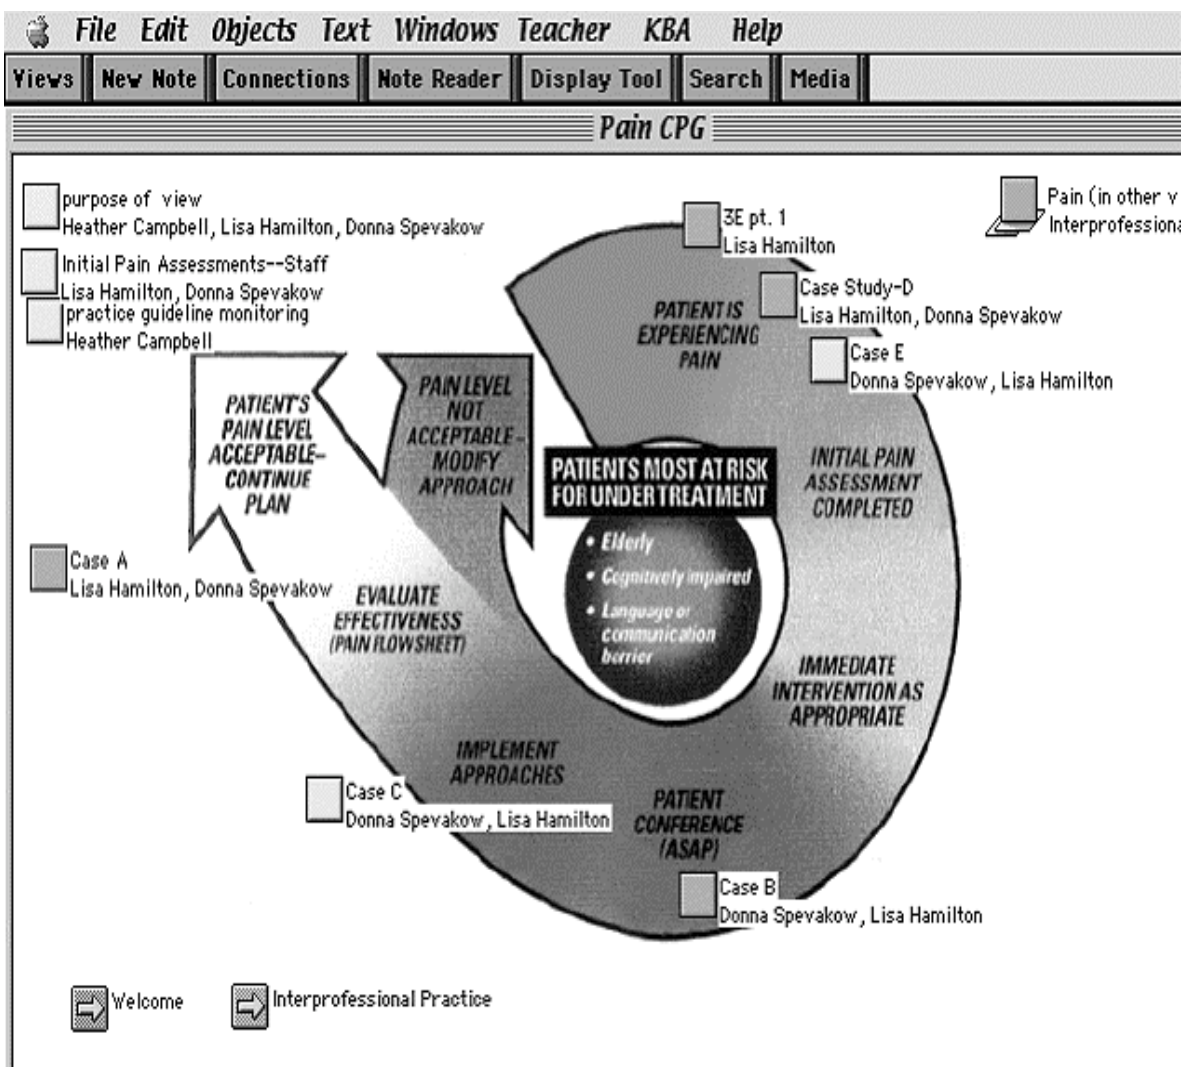 File Edit Objects Text Windows Teacher KBA Help
Views New Note Connections Note Reader Display Tool Search Media
Pain CPG
purpose of view
Heather Campbell, Lisa Hamilton, Donna Spevakow
Initial Pain Assessments--Staff
Lisa Hamilton, Donna Spevakow
practice guideline monitoring
Heather Campbell
3E pt. 1
Lisa Hamilton
Pain (in other v
Interprofessiona
Case Study-D
Lisa Hamilton, Donna Spevakow
Case E
Donna Spevakow, Lisa Hamilton
PATIENT IS
EXPERIENCING
PAIN
PATIENT'S
PAIN LEVEL
ACCEPTABLE–
CONTINUE
PLAN
PAIN LEVEL
NOT
ACCEPTABLE–
MODIFY
APPROACH
PATIENTS MOST AT RISK
FOR UNDER TREATMENT
• Elderly
• Cognitively impaired
• Language or
communication
barrier
INITIAL PAIN
ASSESSMENT
COMPLETED
Case A
Lisa Hamilton, Donna Spevakow
EVALUATE
EFFECTIVENESS
(PAIN FLOWSHEET)
IMMEDIATE
INTERVENTION AS
APPROPRIATE
IMPLEMENT
APPROACHES
Case C
Donna Spevakow, Lisa Hamilton
PATIENT
CONFERENCE
(ASAP)
Case B
Donna Spevakow, Lisa Hamilton
Welcome
Interprofessional Practice